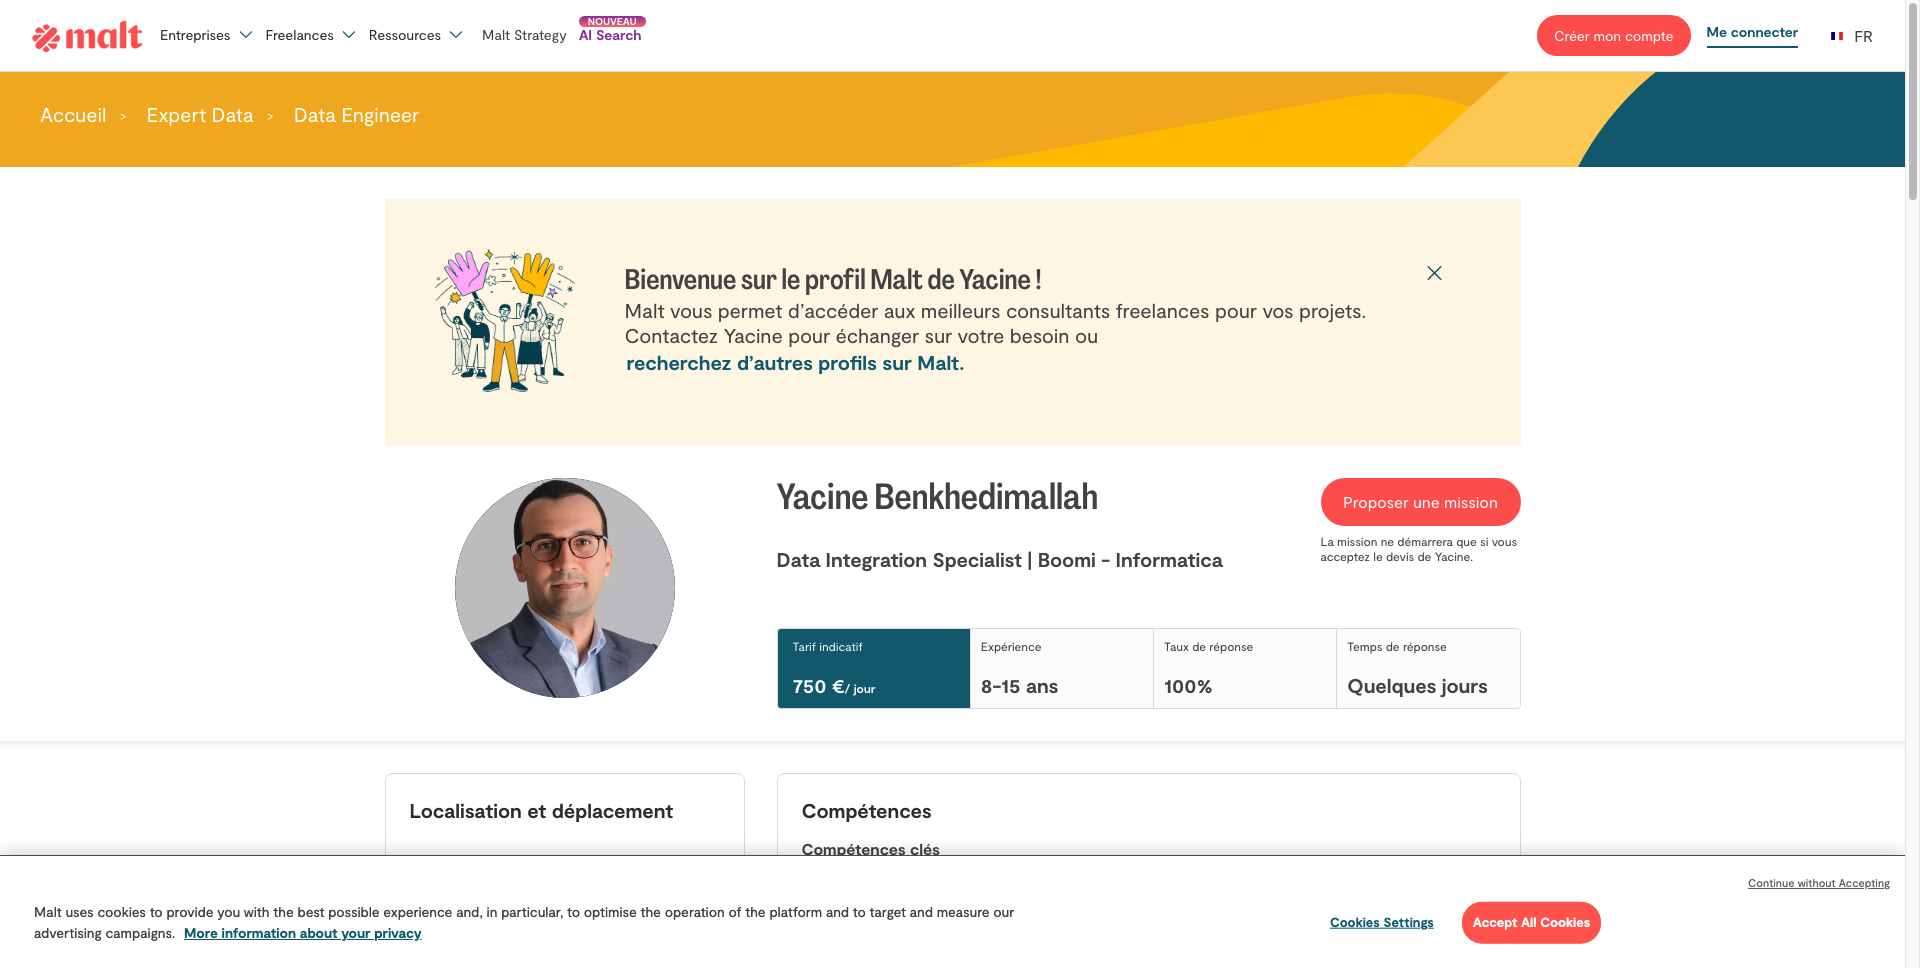 malt
Entreprises
Freelances
Ressources
Malt Strategy
NOUVEAU
AI Search
Créer mon compte
Me connecter
FR
Accueil > Expert Data > Data Engineer
Bienvenue sur le profil Malt de Yacine !
Malt vous permet d’accéder aux meilleurs consultants freelances pour vos projets.
Contactez Yacine pour échanger sur votre besoin ou
recherchez d’autres profils sur Malt.
Yacine Benkhedimallah
Data Integration Specialist | Boomi - Informatica
Proposer une mission
La mission ne démarrera que si vous
acceptez le devis de Yacine.
Tarif indicatif
750 €/ jour
Expérience
8-15 ans
Taux de réponse
100%
Temps de réponse
Quelques jours
Localisation et déplacement
Compétences
Compétences clés
Continue without Accepting
Malt uses cookies to provide you with the best possible experience and, in particular, to optimise the operation of the platform and to target and measure our
advertising campaigns. More information about your privacy
Cookies Settings
Accept All Cookies